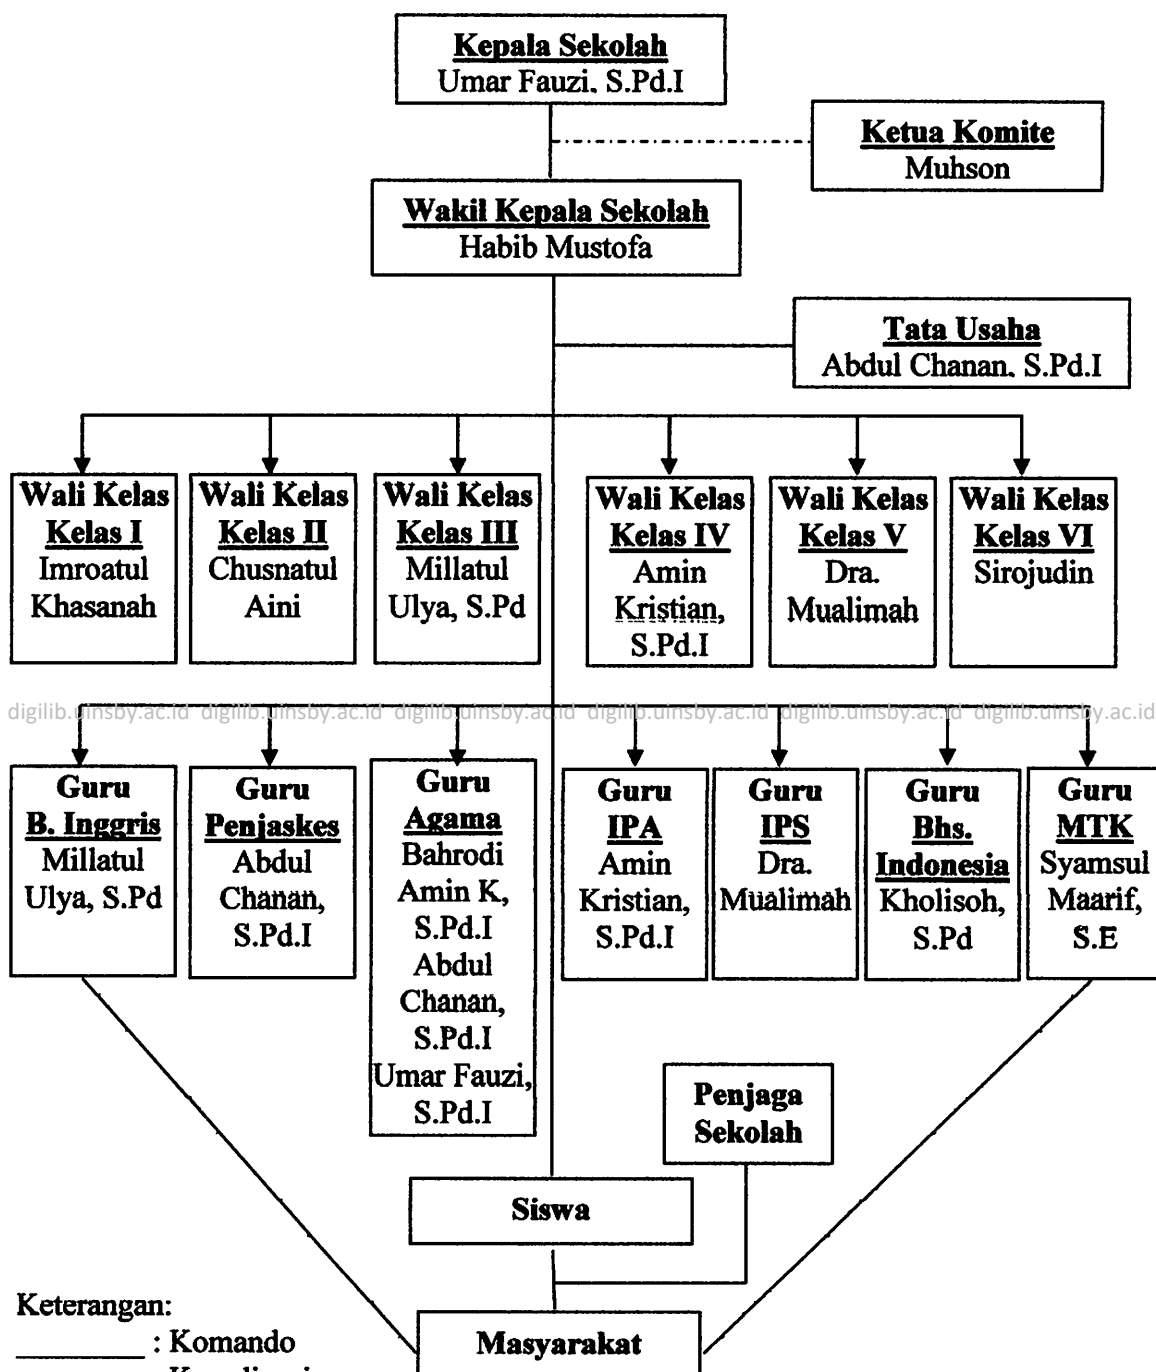 Kepala Sekolah
Umar Fauzi, S.Pd.I
Ketua Komite
Muhson
Wakil Kepala Sekolah
Habib Mustofa
Tata Usaha
Abdul Chanan, S.Pd.I
Wali Kelas
Kelas I
Imroatul
Khasanah
Wali Kelas
Kelas II
Chusnatul
Aini
Wali Kelas
Kelas III
Millatul
Ulya, S.Pd
Wali Kelas
Kelas IV
Amin
Kristian,
S.Pd.I
Wali Kelas
Kelas V
Dra.
Mualimah
Wali Kelas
Kelas VI
Sirojudin
digilib.uinsby.ac.id digilib.uinsby.ac.id digilib.uinsby.ac.id digilib.uinsby.ac.id digilib.uinsby.ac.id digilib.uinsby.ac.id
Guru
B. Inggris
Millatul
Ulya, S.Pd
Guru
Penjaskes
Abdul
Chanan,
S.Pd.I
Guru
Agama
Bahrodi
Amin K,
S.Pd.I
Abdul
Chanan,
S.Pd.I
Umar Fauzi,
S.Pd.I
Guru
IPA
Amin
Kristian,
S.Pd.I
Guru
IPS
Dra.
Mualimah
Guru
Bhs.
Indonesia
Kholisoh,
S.Pd
Guru
MTK
Syamsul
Maarif,
S.E
Penjaga
Sekolah
Siswa
Masyarakat
Keterangan:
: Komando